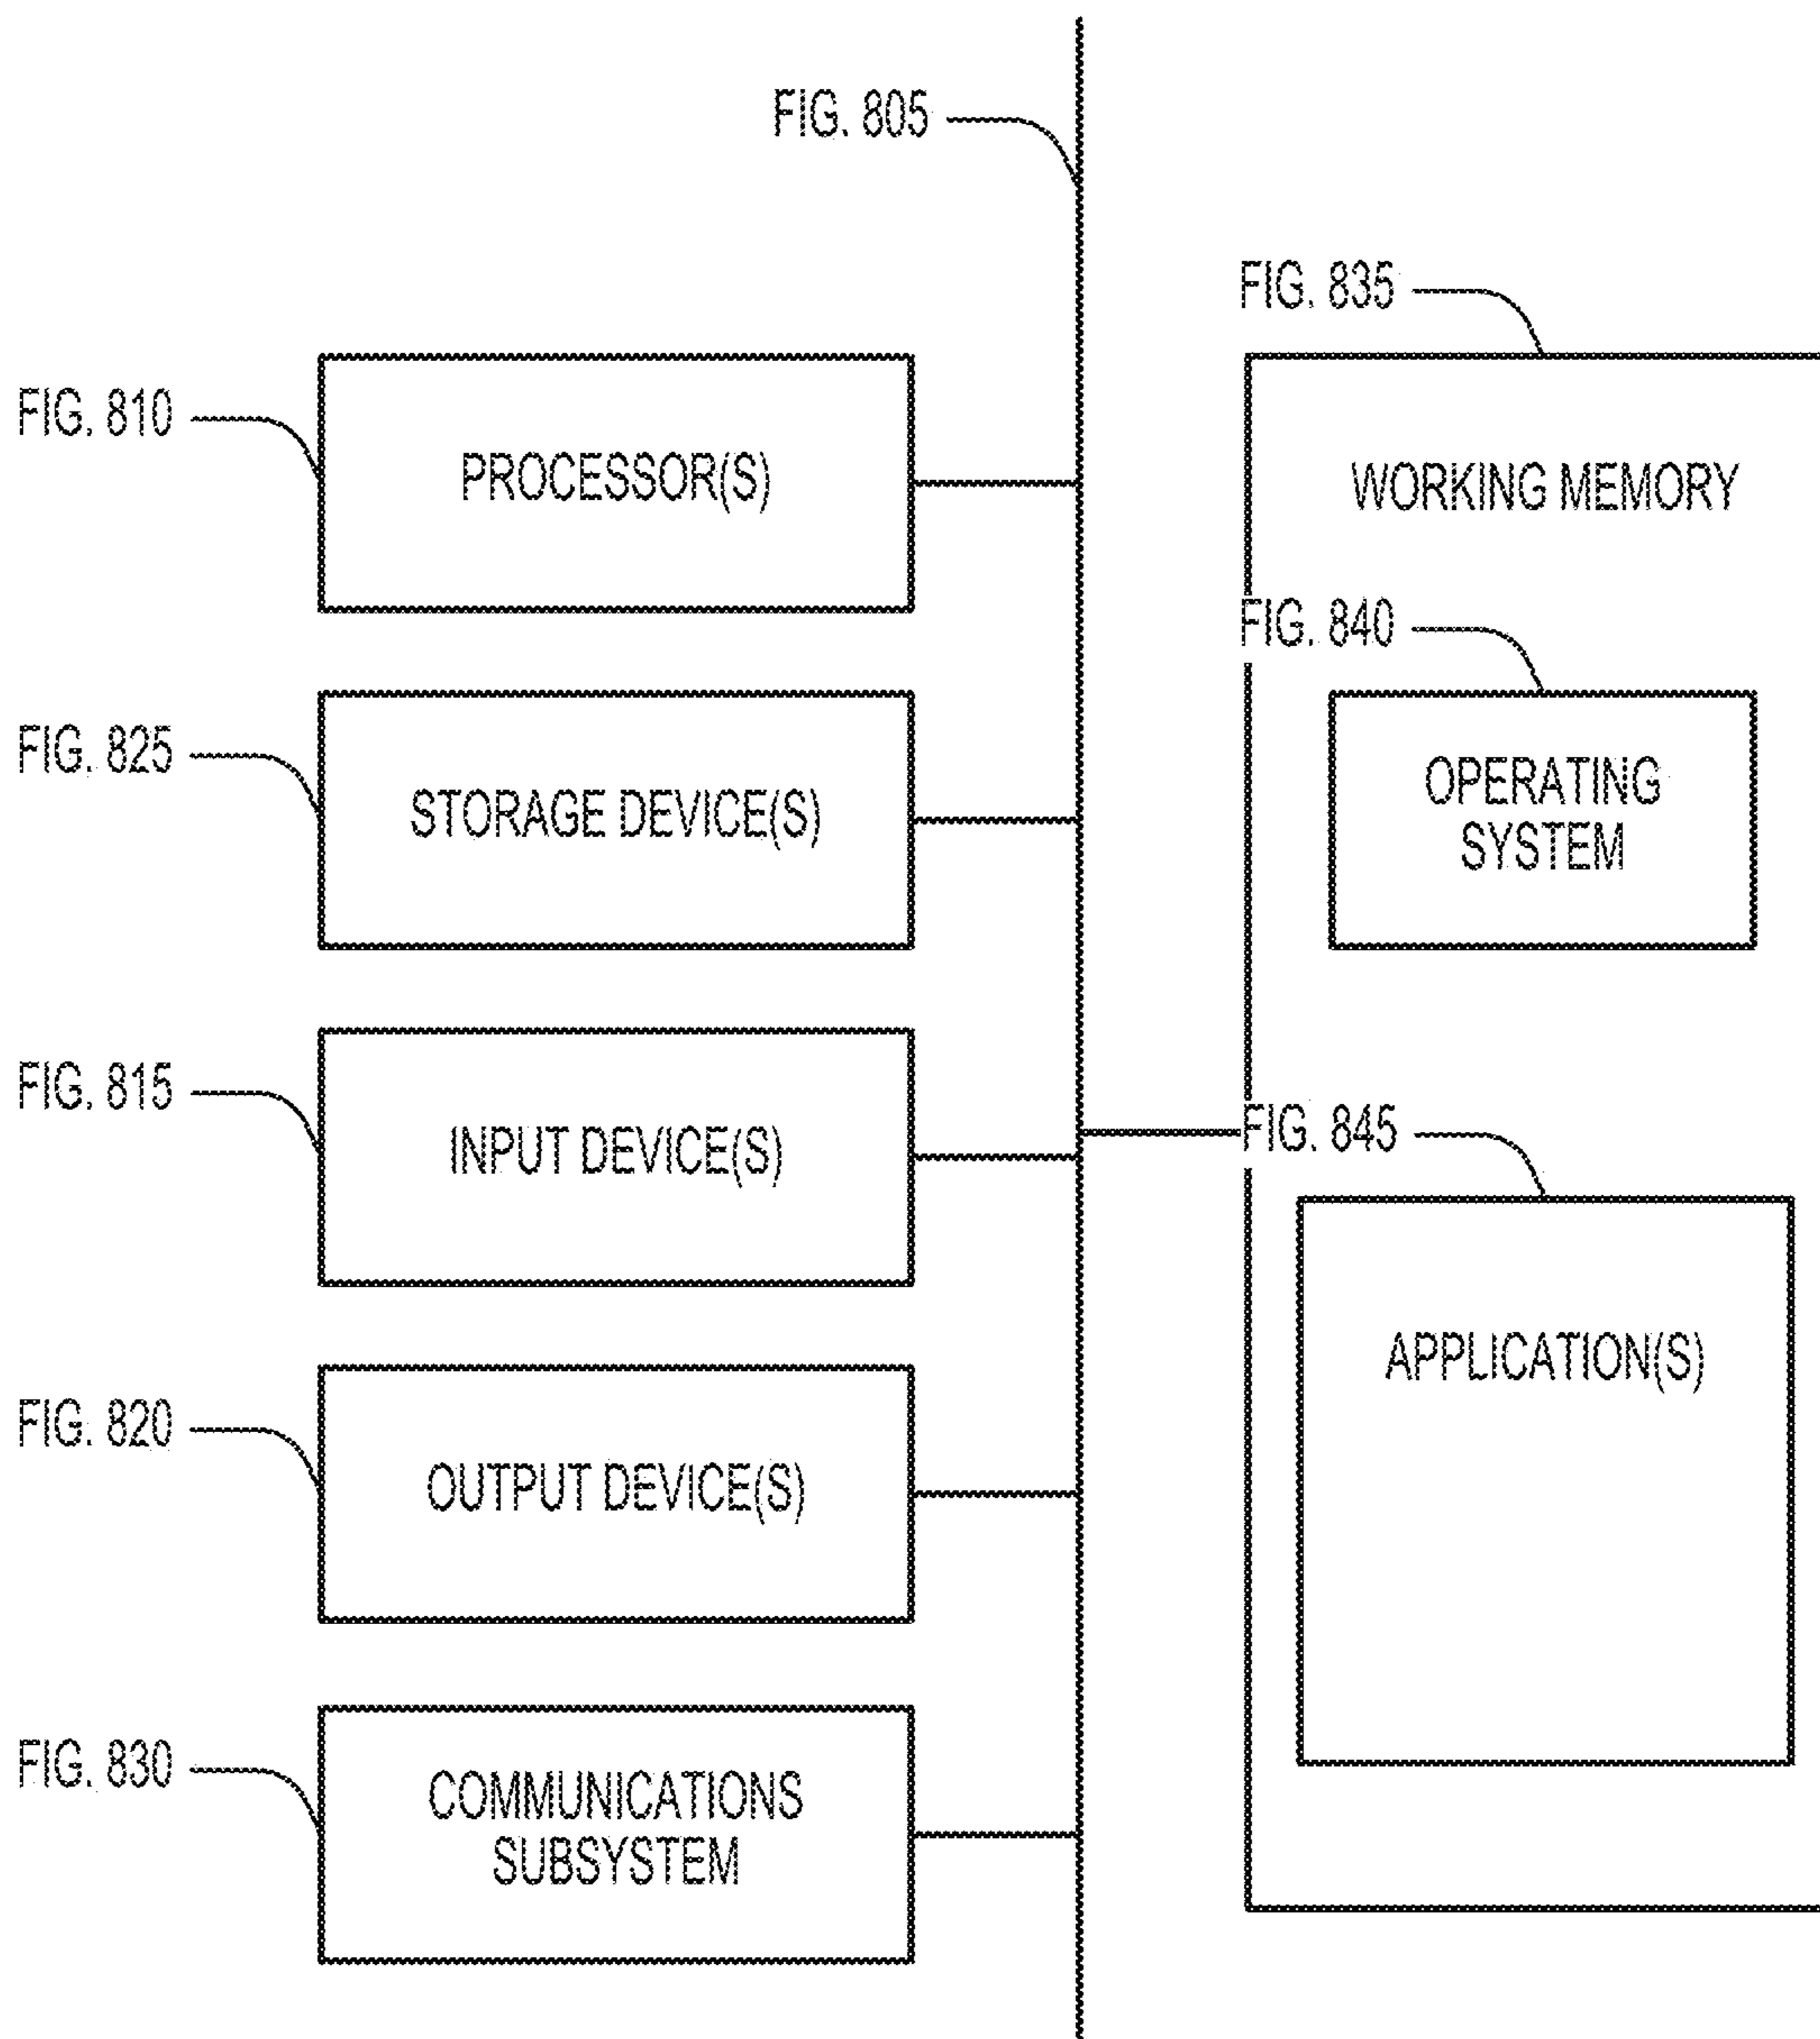 FIG. 805
FIG. 835
FIG. 810
PROCESSOR(S)
WORKING MEMORY
FIG. 840
FIG. 825
STORAGE DEVICE(S)
OPERATING
SYSTEM
FIG. 815
INPUT DEVICE(S)
FIG. 845
APPLICATION(S)
FIG. 820
OUTPUT DEVICE(S)
FIG. 830
COMMUNICATIONS
SUBSYSTEM